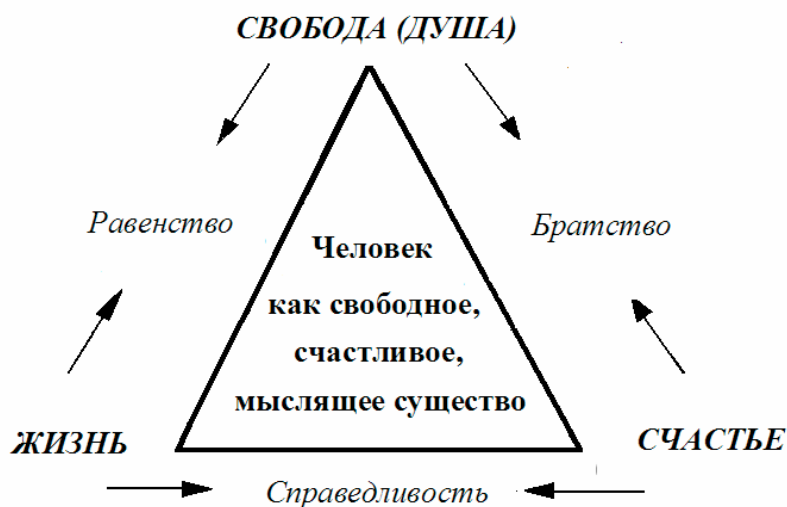 СВОБОДА (ДУША)
Равенство
Братство
Человек
как свободное,
счастливое,
мыслящее существо
ЖИЗНЬ
СЧАСТЬЕ
Справедливость